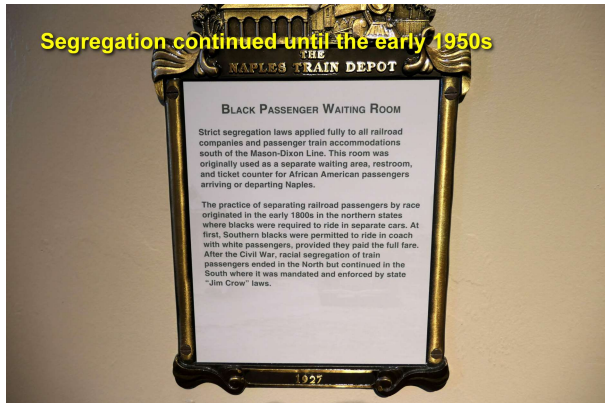 Segregation continued until the early 1950s
THE
NAPLES TRAIN DEPOT
BLACK PASSENGER WAITING ROOM
Strict segregation laws applied fully to all railroad
companies and passenger train accommodations
south of the Mason-Dixon Line. This room was
originally used as a separate waiting area, restroom,
and ticket counter for African American passengers
arriving or departing Naples.
The practice of separating railroad passengers by race
originated in the early 1800s in the northern states
where blacks were required to ride in separate cars. At
first, Southern blacks were permitted to ride in coach
with white passengers, provided they paid the full fare.
After the Civil War, racial segregation of train
passengers ended in the North but continued in the
South where it was mandated and enforced by state
“Jim Crow” laws.
1927